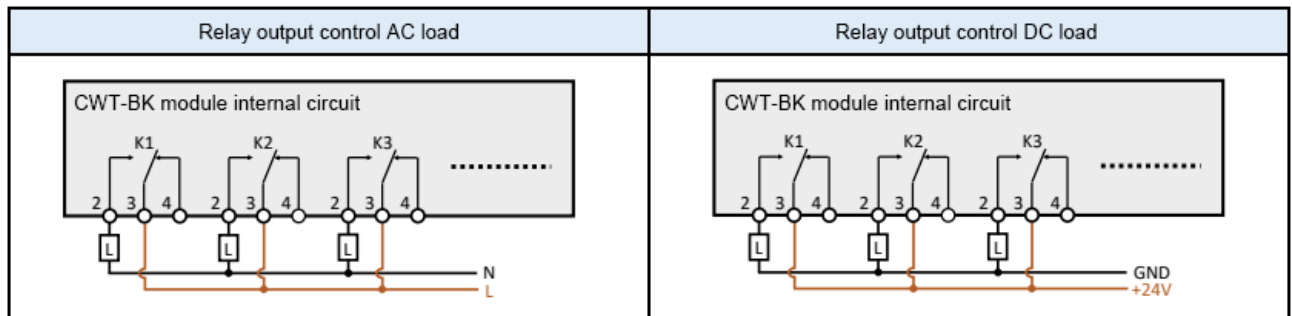 Relay output control AC load
Relay output control DC load
CWT-BK module internal circuit
K1 K2 K3
2 3 4 2 3 4 2 3 4
L L L
N
L
CWT-BK module internal circuit
K1 K2 K3
2 3 4 2 3 4 2 3 4
L L L
GND
+24V